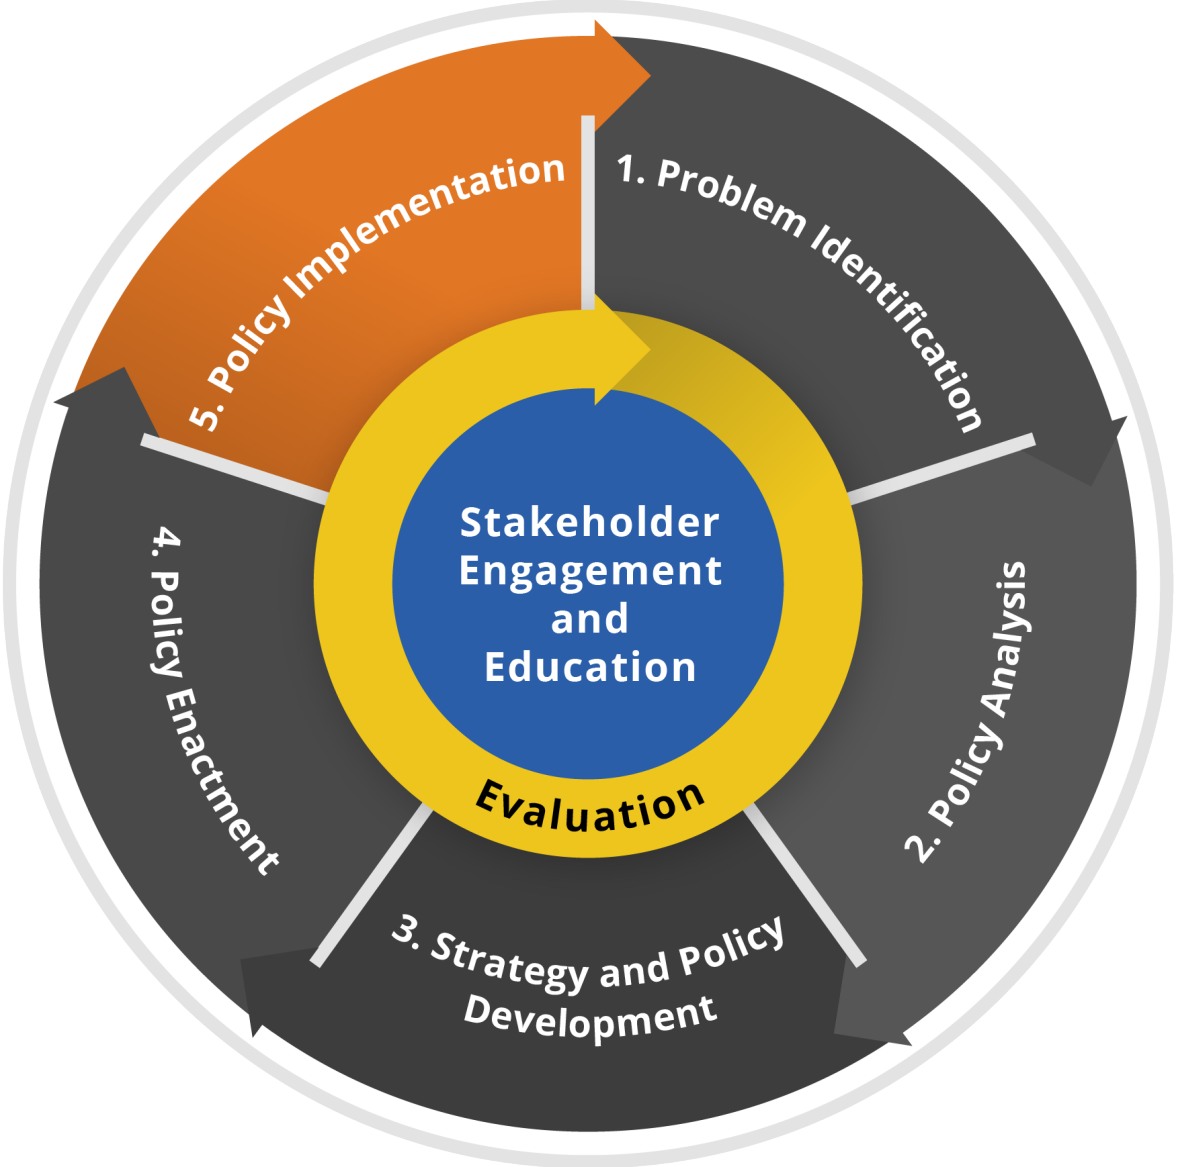 1. Problem Identification
2. Policy Analysis
3. Strategy and Policy
Development
4. Policy Enactment
5. Policy Implementation
Stakeholder
Engagement
and
Education
Evaluation